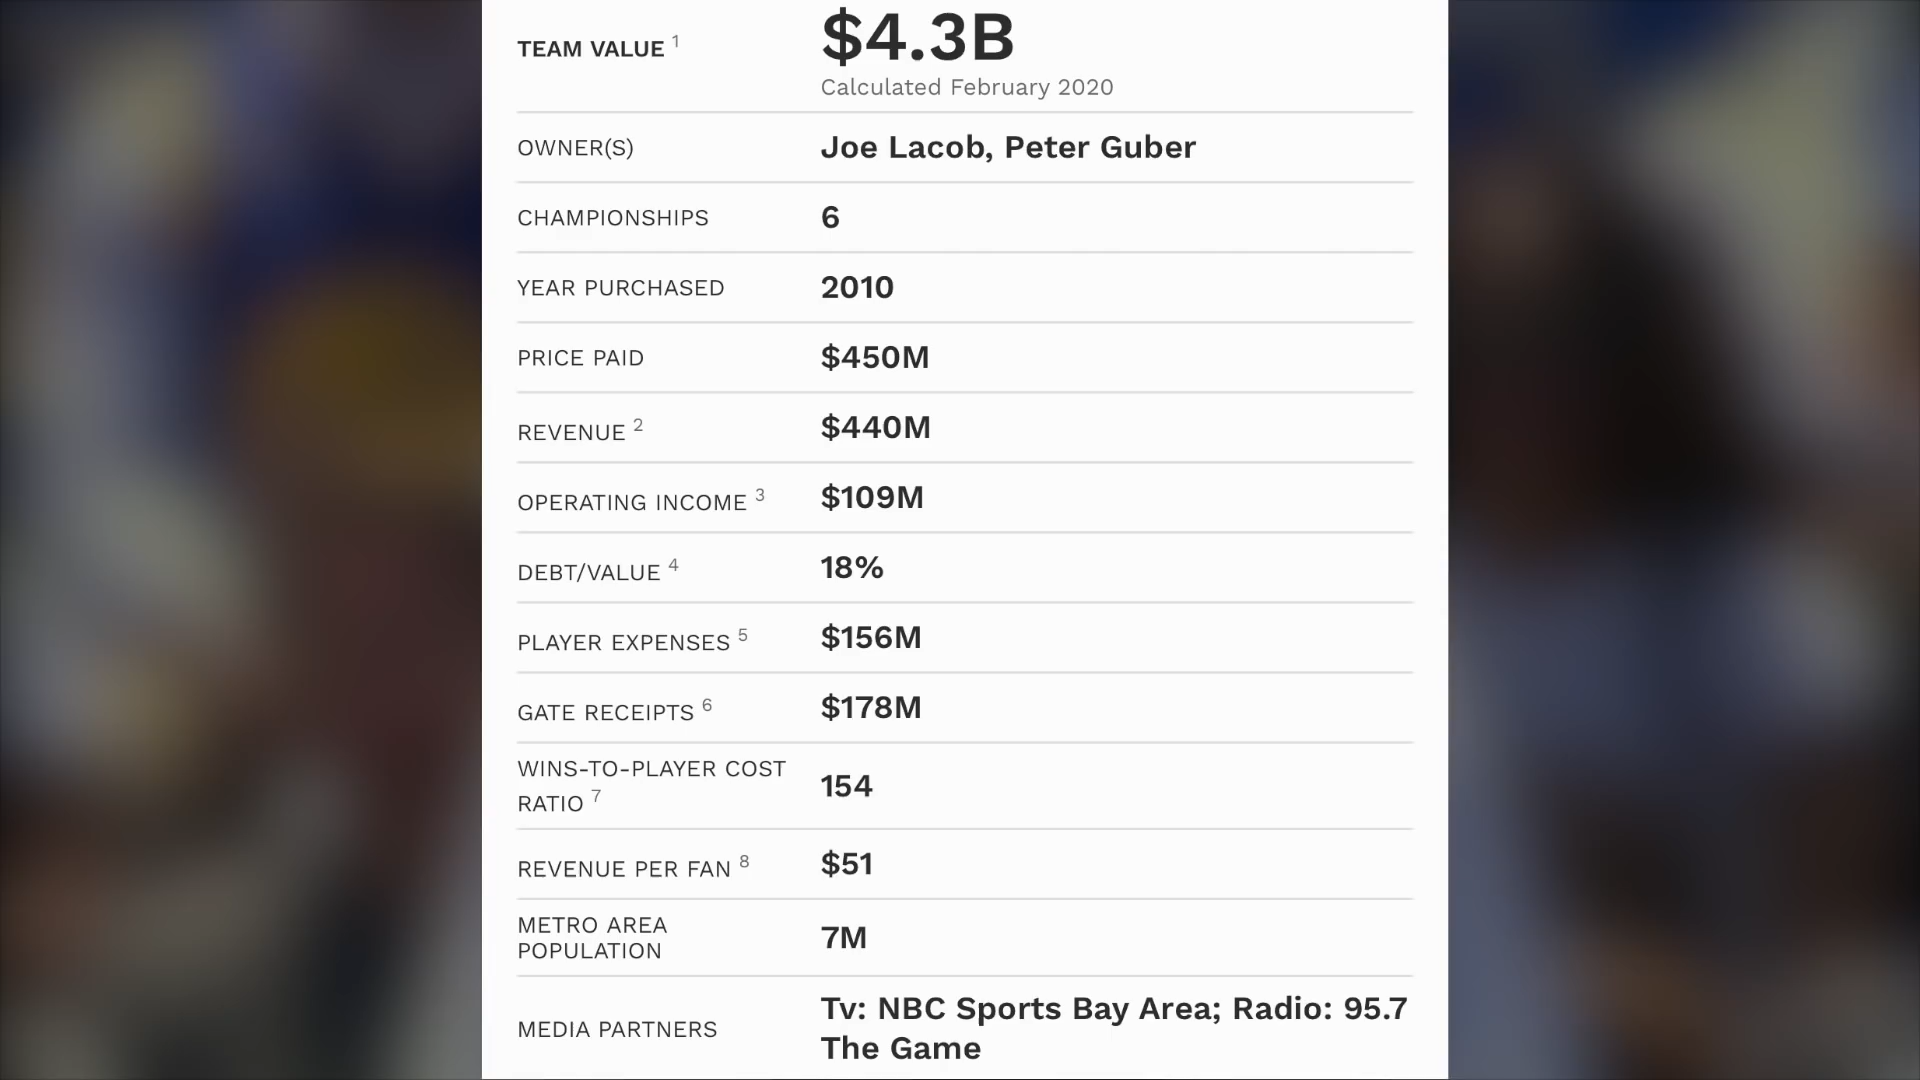 TEAM VALUE 1 $4.3B
Calculated February 2020
OWNER(S) Joe Lacob, Peter Guber
CHAMPIONSHIPS 6
YEAR PURCHASED 2010
PRICE PAID $450M
REVENUE 2 $440M
OPERATING INCOME 3 $109M
DEBT/VALUE 4 18%
PLAYER EXPENSES 5 $156M
GATE RECEIPTS 6 $178M
WINS-TO-PLAYER COST
RATIO 7 154
REVENUE PER FAN 8 $51
METRO AREA
POPULATION 7M
MEDIA PARTNERS Tv: NBC Sports Bay Area; Radio: 95.7
The Game